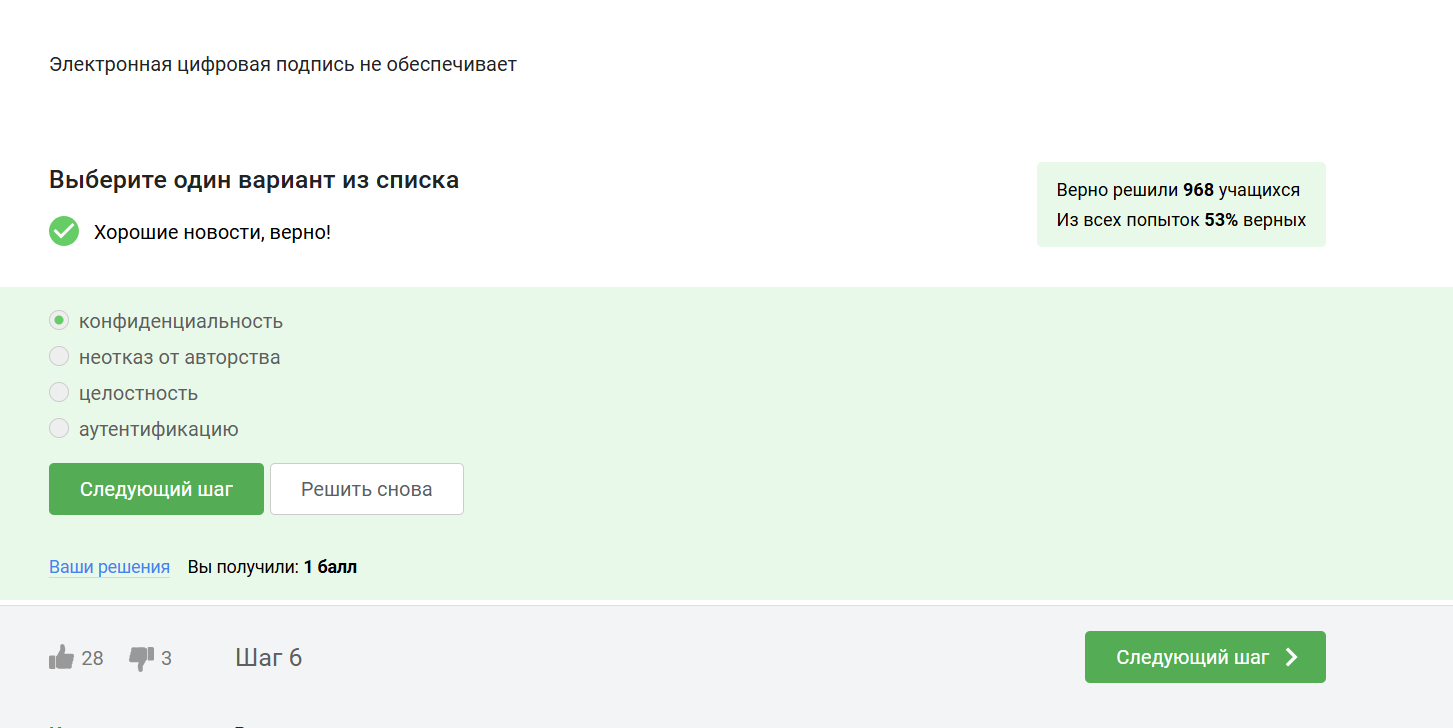 Электронная цифровая подпись не обеспечивает
Выберите один вариант из списка
Хорошие новости, верно!
Верно решили 968 учащихся
Из всех попыток 53% верных
конфиденциальность
неотказ от авторства
целостность
аутентификацию
Следующий шаг
Решить снова
Ваши решения Вы получили: 1 балл
28 3 Шаг 6 Следующий шаг